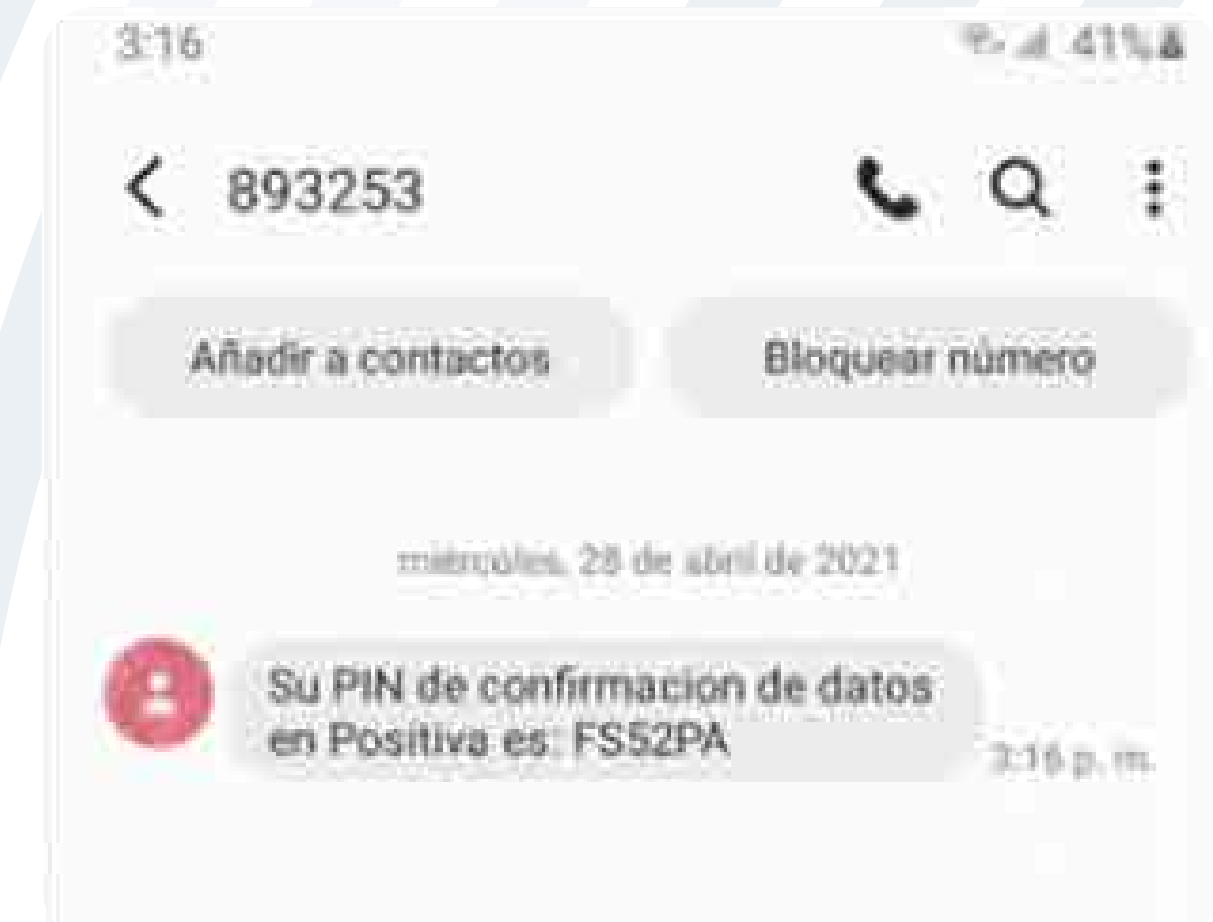 3:16
41%
893253
Añadir a contactos
Bloquear número
miércoles, 28 de abril de 2021
Su PIN de confirmacion de datos
en Positiva es: FS52PA
3:16 p. m.